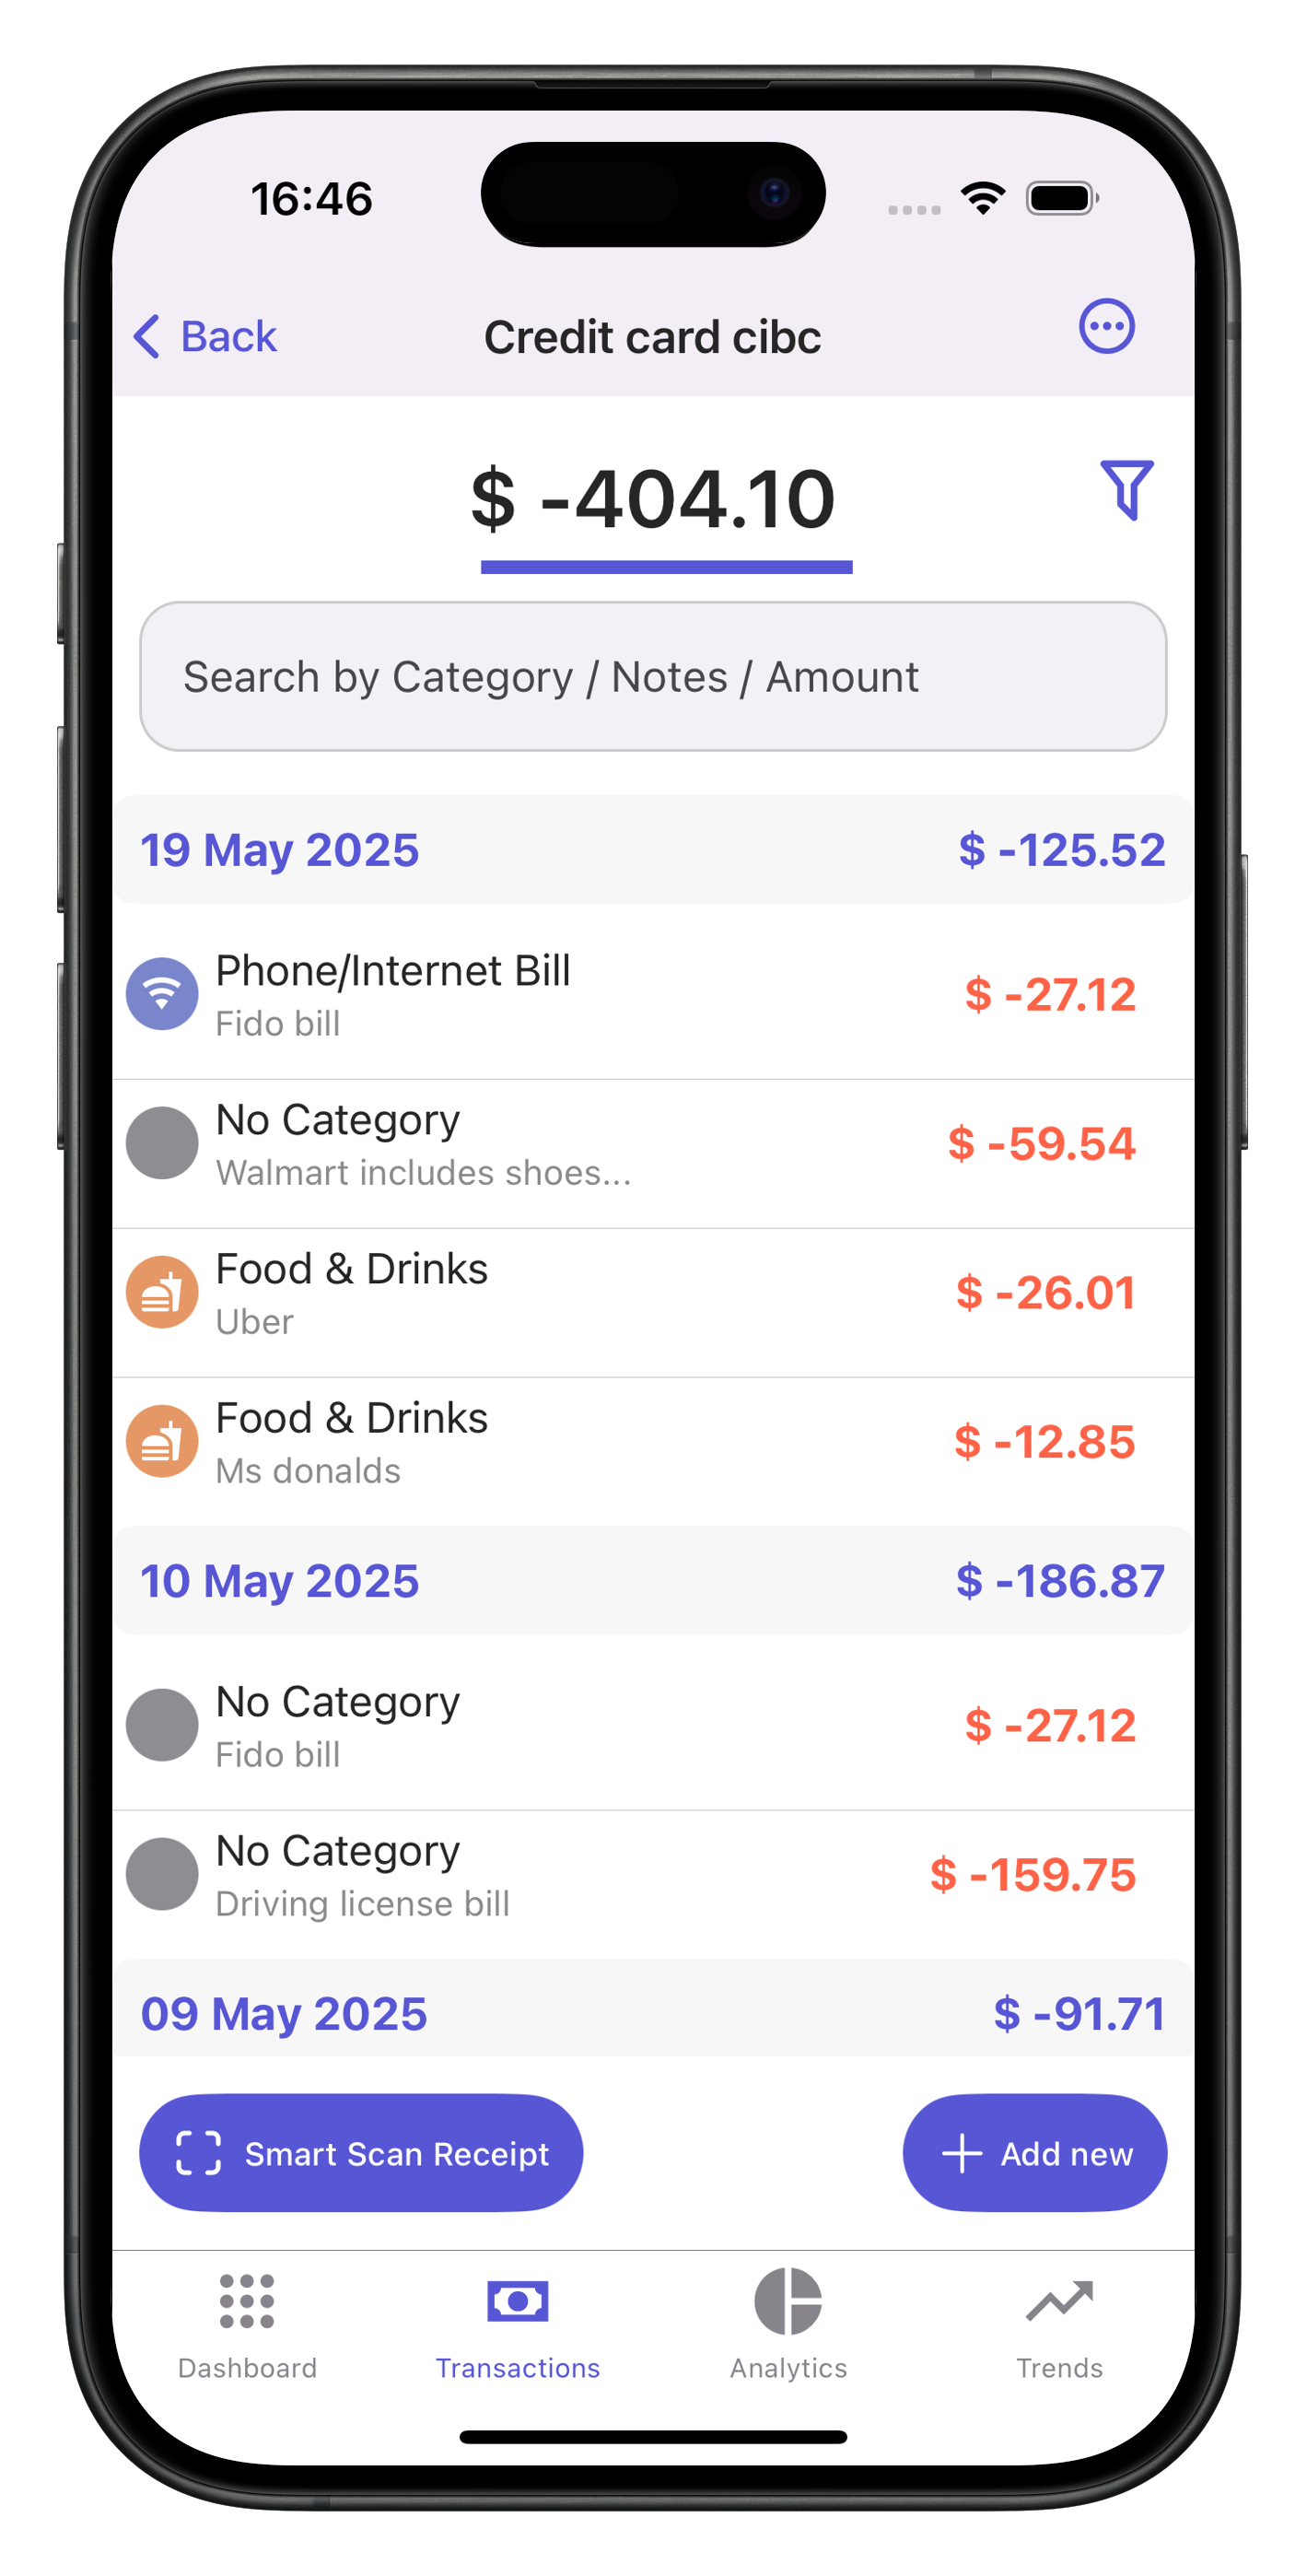 16:46
Back
Credit card cibc
$ -404.10
Search by Category / Notes / Amount
19 May 2025 $ -125.52
Phone/Internet Bill
Fido bill
$ -27.12
No Category
Walmart includes shoes...
$ -59.54
Food & Drinks
Uber
$ -26.01
Food & Drinks
Ms donalds
$ -12.85
10 May 2025 $ -186.87
No Category
Fido bill
$ -27.12
No Category
Driving license bill
$ -159.75
09 May 2025 $ -91.71
Smart Scan Receipt
Add new
Dashboard
Transactions
Analytics
Trends